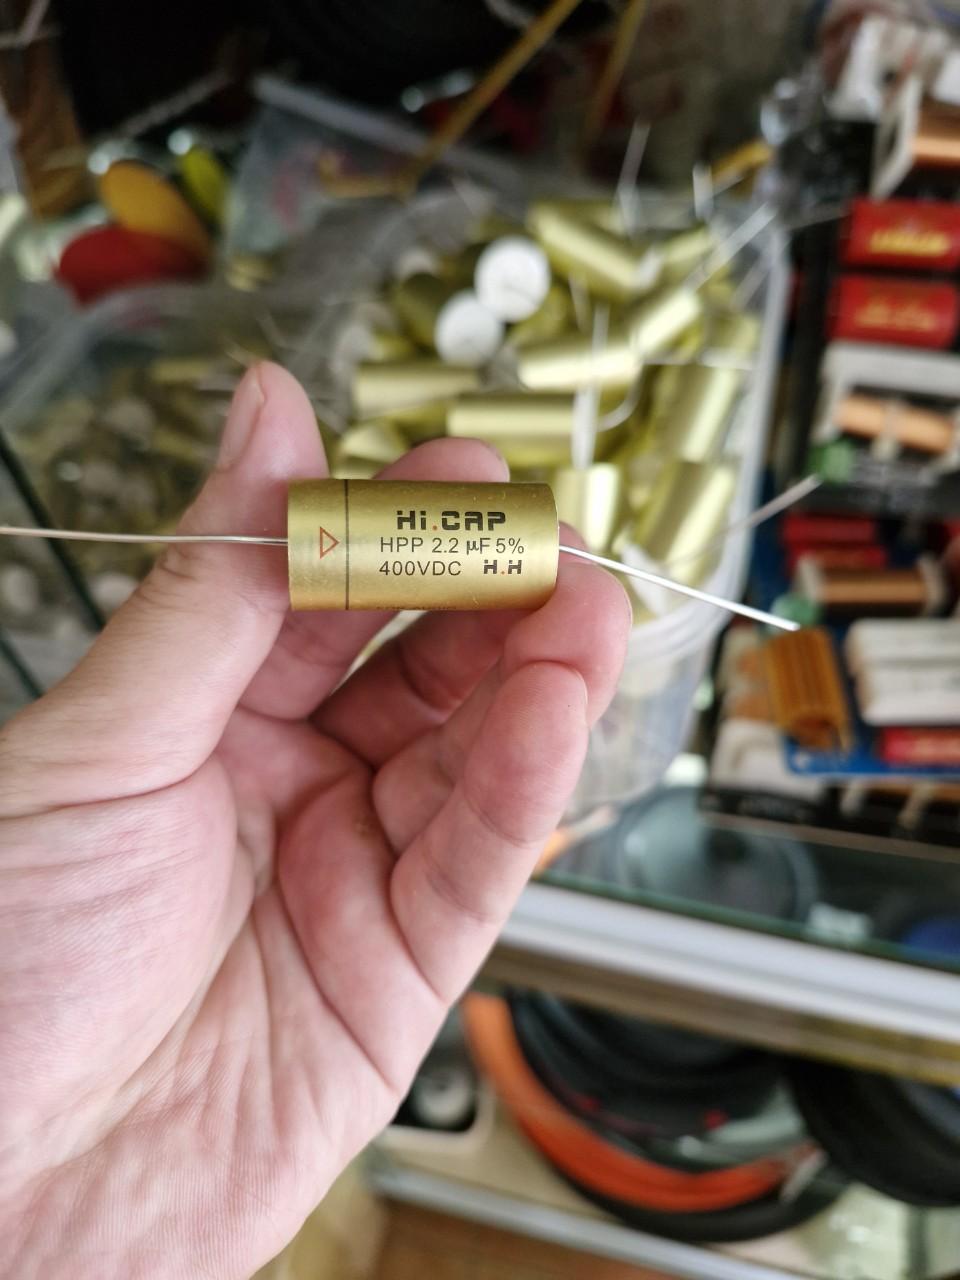 Hi.CAP
HPP 2.2 µF 5%
400VDC H.H